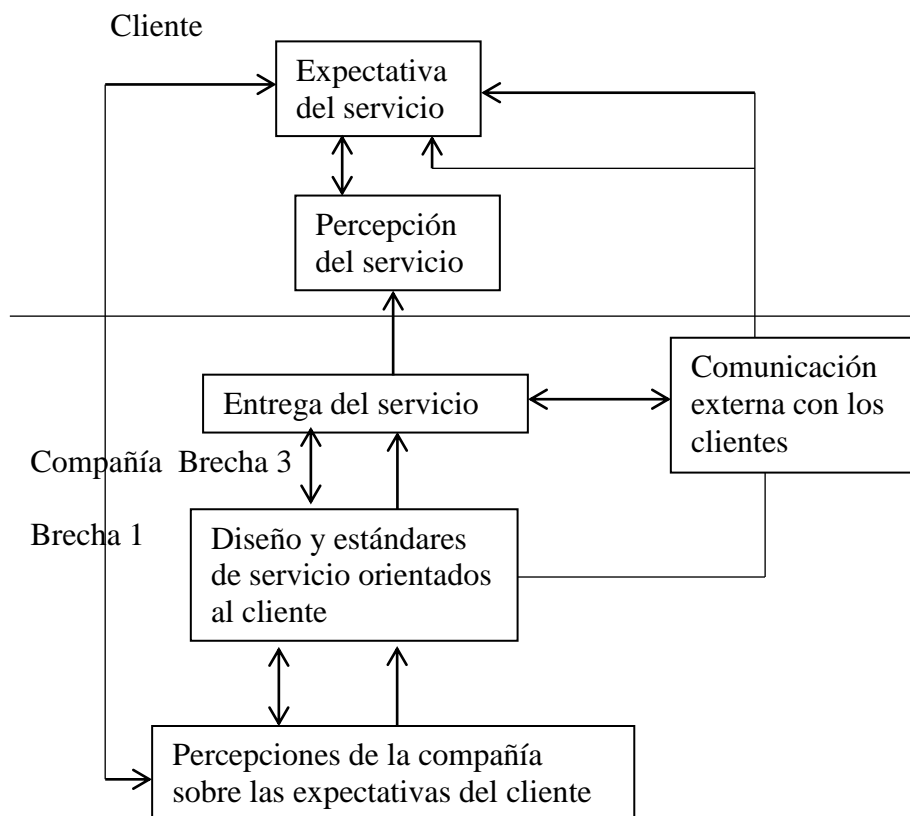 Cliente
Expectativa
del servicio
Percepción
del servicio
Entrega del servicio
Comunicación
externa con los
clientes
Compañía  Brecha 3
Brecha 1
Diseño y estándares
de servicio orientados
al cliente
Percepciones de la compañía
sobre las expectativas del cliente